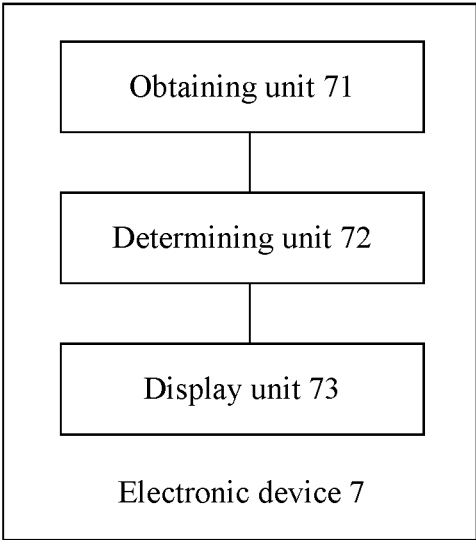 Obtaining unit 71
Determining unit 72
Display unit 73
Electronic device 7